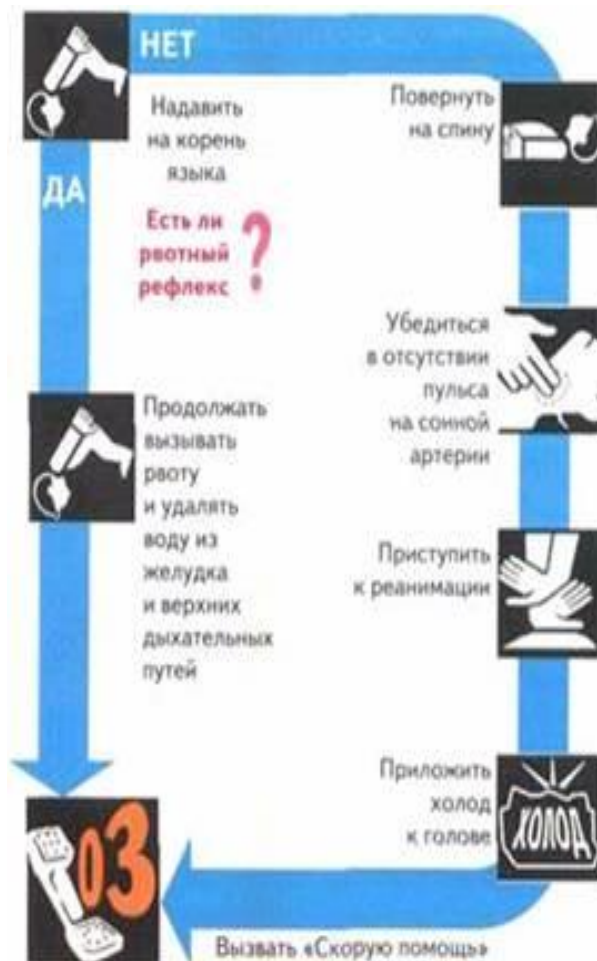 НЕТ
Надавить
на корень
языка
ДА
Есть ли
рвотный
рефлекс
?
Продолжать
вызывать
рвоту
и удалять
воду из
желудка
и верхних
дыхательных
путей
Повернуть
на спину
Убедиться
в отсутствии
пульса
на сонной
артерии
Приступить
к реанимации
Приложить
холод
к голове
ХОЛОД
03
Вызвать «Скорую помощь»